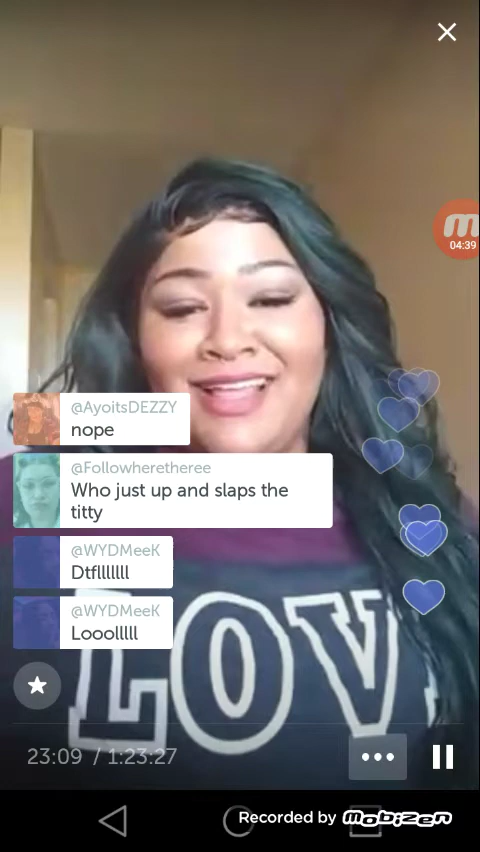 04:39
@AyoitsDEZZY
nope
@Followheretheree
Who just up and slaps the
titty
@WYDMeeK
Dtflllllll
@WYDMeeK
Looolllll
LOV
23:09 / 1:23:27
Recorded by Mobizen